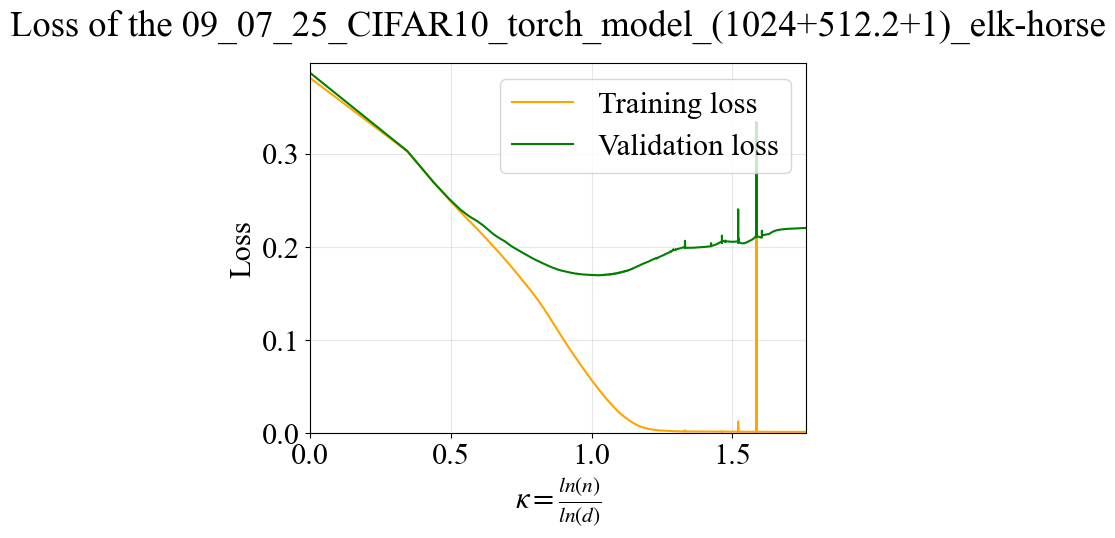 Loss of the 09_07_25_CIFAR10_torch_model_(1024+512.2+1)_elk-horse
Training loss
Validation loss
Loss
0.3
0.2
0.1
0.0
0.0 0.5 1.0 1.5
κ = ln(n) / ln(d)